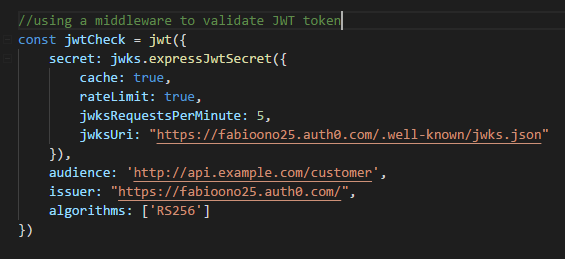 //using a middleware to validate JWT token
const jwtCheck = jwt({
    secret: jwks.expressJwtSecret({
        cache: true,
        rateLimit: true,
        jwksRequestsPerMinute: 5,
        jwksUri: "https://fabioono25.auth0.com/.well-known/jwks.json"
    }),
    audience: 'http://api.example.com/customer',
    issuer: "https://fabioono25.auth0.com/",
    algorithms: ['RS256']
})